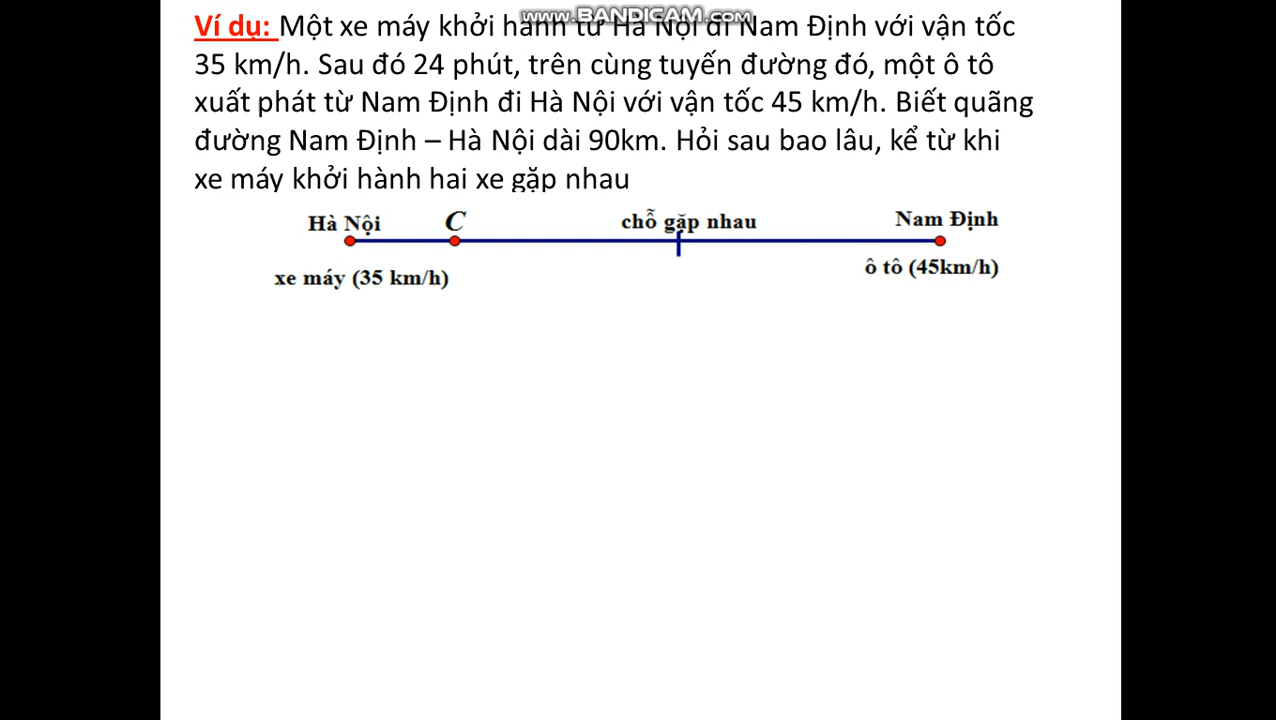 www.BANDICAM.com
Ví dụ: Một xe máy khởi hành từ Hà Nội đi Nam Định với vận tốc
35 km/h. Sau đó 24 phút, trên cùng tuyến đường đó, một ô tô
xuất phát từ Nam Định đi Hà Nội với vận tốc 45 km/h. Biết quãng
đường Nam Định – Hà Nội dài 90km. Hỏi sau bao lâu, kể từ khi
xe máy khởi hành hai xe gặp nhau
Hà Nội C chỗ gặp nhau Nam Định
xe máy (35 km/h) ô tô (45km/h)